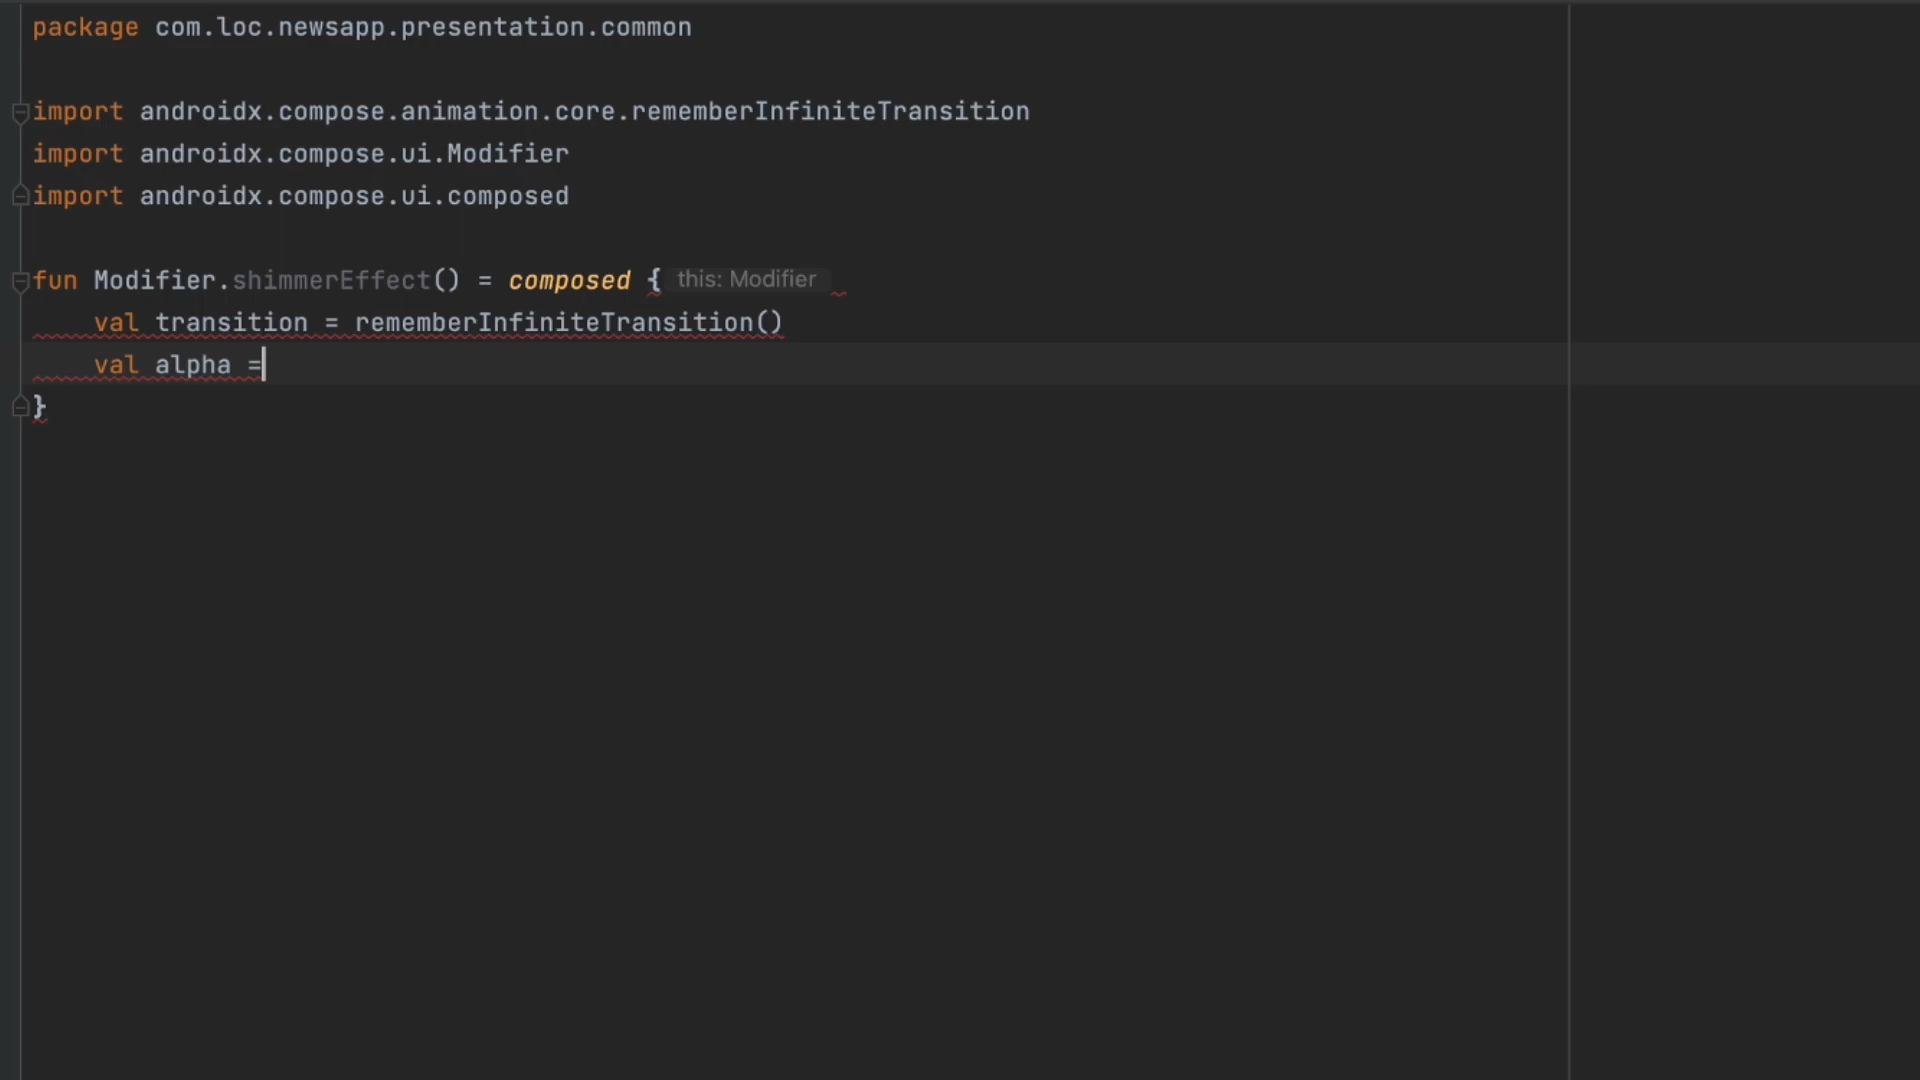 package com.loc.newsapp.presentation.common
import androidx.compose.animation.core.rememberInfiniteTransition
import androidx.compose.ui.Modifier
import androidx.compose.ui.composed
fun Modifier.shimmerEffect() = composed { this: Modifier
val transition = rememberInfiniteTransition()
val alpha =
}